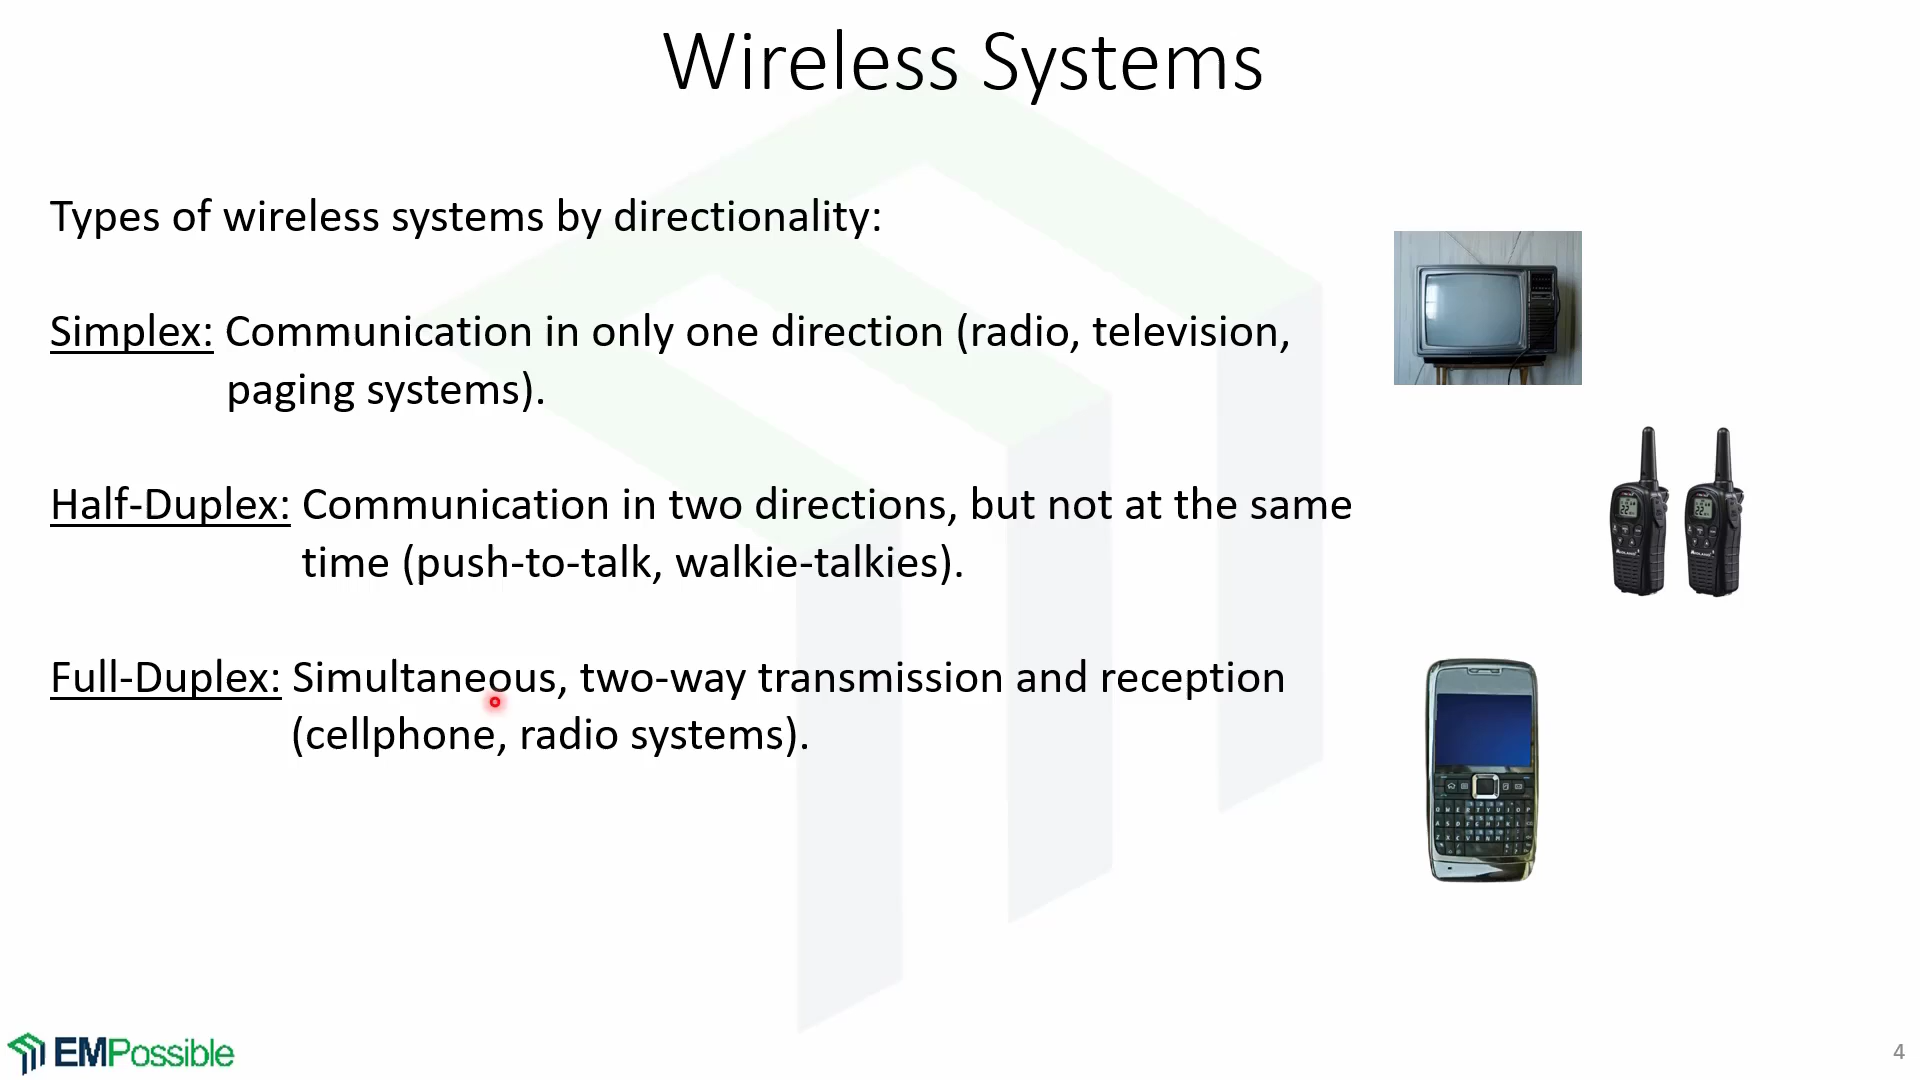 Wireless Systems
Types of wireless systems by directionality:
Simplex: Communication in only one direction (radio, television,
paging systems).
Half-Duplex: Communication in two directions, but not at the same
time (push-to-talk, walkie-talkies).
Full-Duplex: Simultaneous, two-way transmission and reception
(cellphone, radio systems).
EMPossible
4